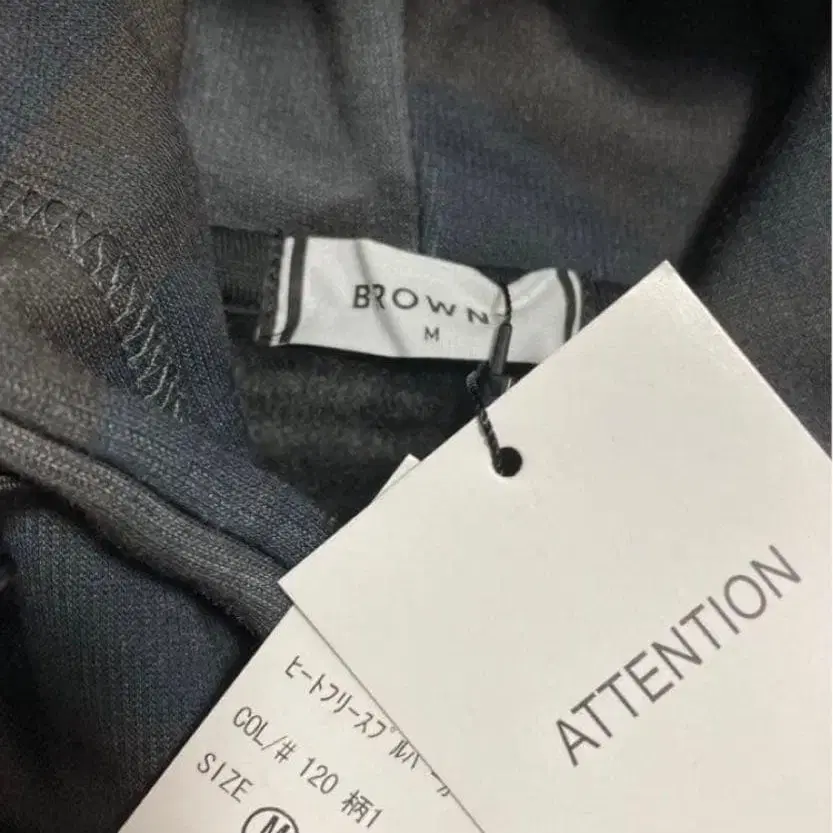 BROWNY
M
ATTENTION
ヒートフリースプルパーカ
COL/# 120 柄1
SIZE M